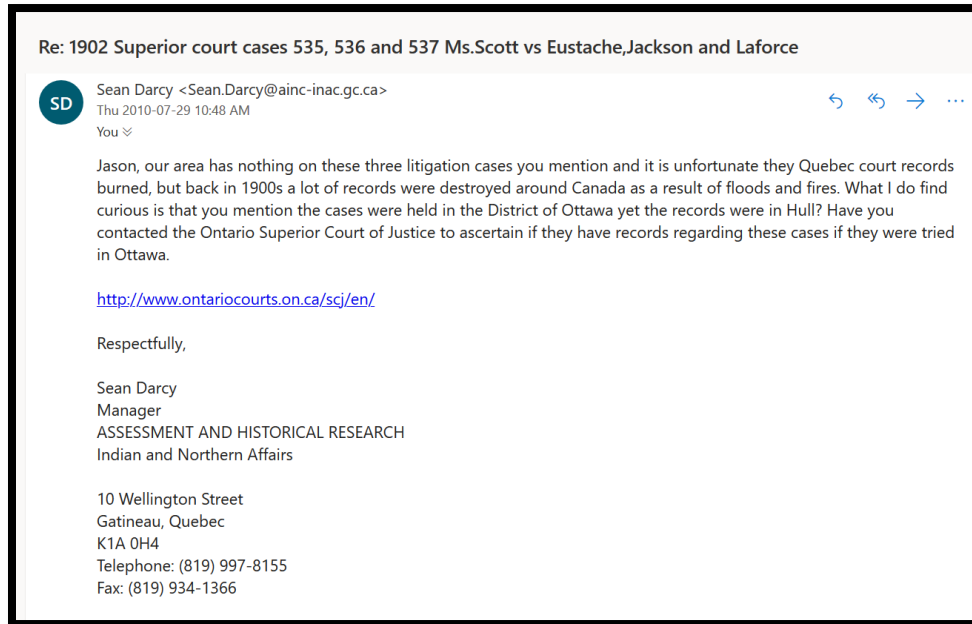 Re: 1902 Superior court cases 535, 536 and 537 Ms.Scott vs Eustache,Jackson and Laforce
SD
Sean Darcy <Sean.Darcy@ainc-inac.gc.ca>
Thu 2010-07-29 10:48 AM
You
Jason, our area has nothing on these three litigation cases you mention and it is unfortunate they Quebec court records
burned, but back in 1900s a lot of records were destroyed around Canada as a result of floods and fires. What I do find
curious is that you mention the cases were held in the District of Ottawa yet the records were in Hull? Have you
contacted the Ontario Superior Court of Justice to ascertain if they have records regarding these cases if they were tried
in Ottawa.
http://www.ontariocourts.on.ca/scj/en/
Respectfully,
Sean Darcy
Manager
ASSESSMENT AND HISTORICAL RESEARCH
Indian and Northern Affairs
10 Wellington Street
Gatineau, Quebec
K1A 0H4
Telephone: (819) 997-8155
Fax: (819) 934-1366